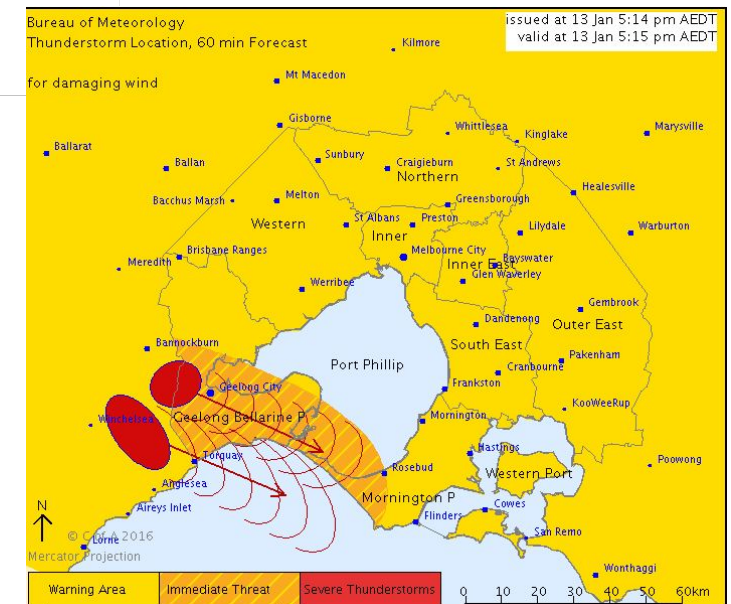 Bureau of Meteorology
Thunderstorm Location, 60 min Forecast
for damaging wind
issued at 13 Jan 5:14 pm AEDT
valid at 13 Jan 5:15 pm AEDT
Kilmore
Mt Macedon
Gisborne
Whittlesea
Kinglake
Marysville
Ballarat
Ballan
Sunbury
Craigieburn
St Andrews
Northern
Healesville
Bacchus Marsh
Melton
Greensborough
Western
St Albans
Preston
Lilydale
Warburton
Inner
Meredith
Brisbane Ranges
Melbourne City
Inner East
Bayswater
Glen Waverley
Werribee
Gembrook
Dandenong
Outer East
Bannockburn
South East
Port Phillip
Cranbourne
Pakenham
Geelong City
Frankston
KooWeeRup
Winchelsea
Geelong Bellarine P
Mornington
Torquay
Hastings
Rosebud
Western Port
Poowong
Anglesea
Mornington P
N
Aireys Inlet
Flinders
Cowes
© C of A 2016
Lorne
San Remo
Mercator Projection
Wonthaggi
Warning Area
Immediate Threat
Severe Thunderstorms
0 10 20 30 40 50 60km